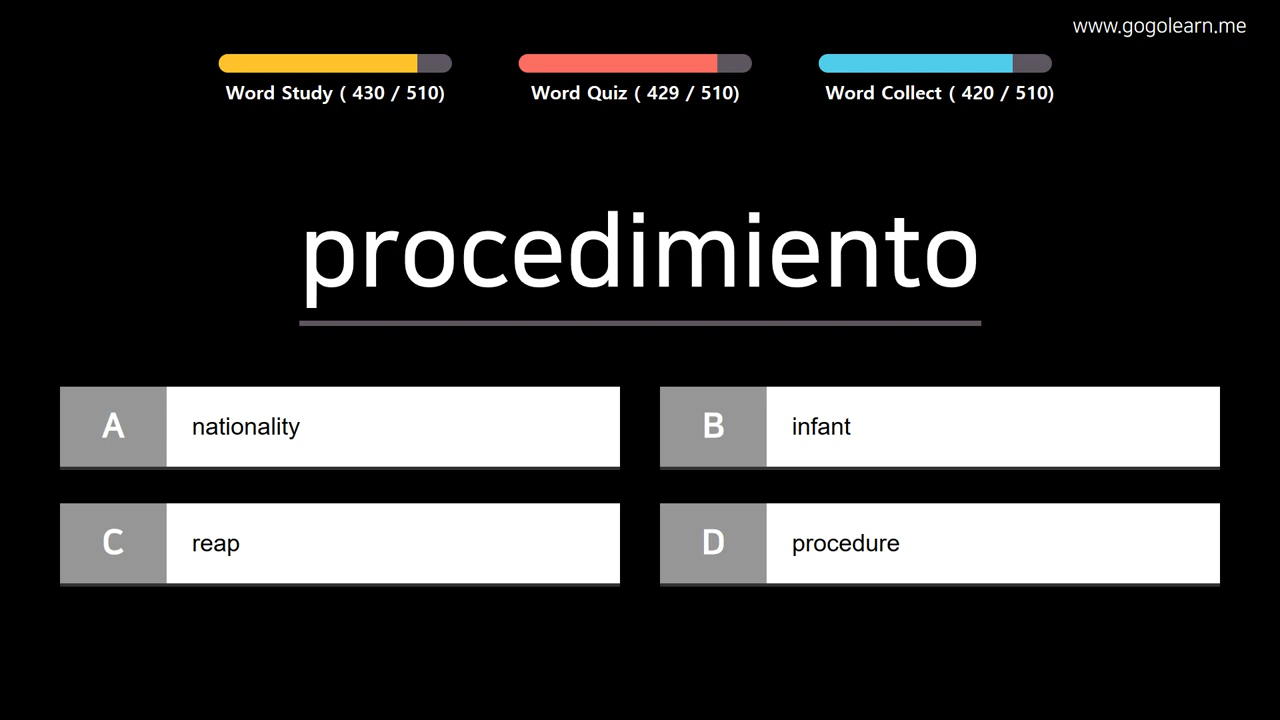 www.gogolearn.me
Word Study ( 430 / 510)
Word Quiz ( 429 / 510)
Word Collect ( 420 / 510)
procedimiento
A nationality
B infant
C reap
D procedure